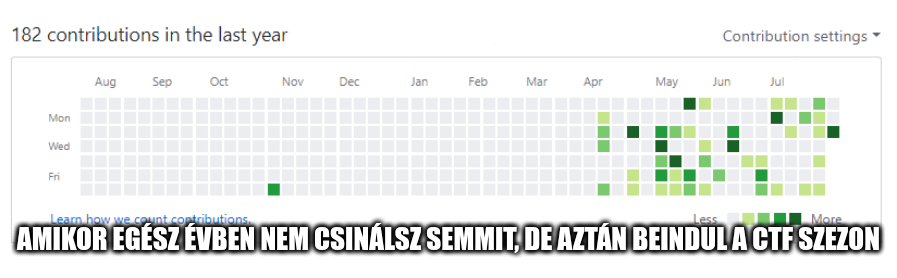 182 contributions in the last year
Contribution settings
Aug Sep Oct Nov Dec Jan Feb Mar Apr May Jun Jul
Mon
Wed
Fri
Learn how we count contributions.
Less More
AMIKOR EGÉSZ ÉVBEN NEM CSINÁLSZ SEMMIT, DE AZTÁN BEINDUL A CTF SZEZON